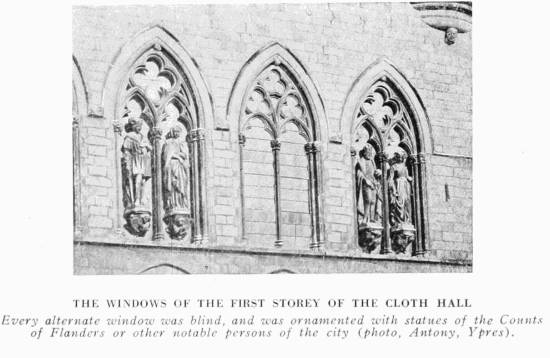 THE WINDOWS OF THE FIRST STOREY OF THE CLOTH HALL
Every alternate window was blind, and was ornamented with statues of the Counts
of Flanders or other notable persons of the city (photo, Antony, Ypres).